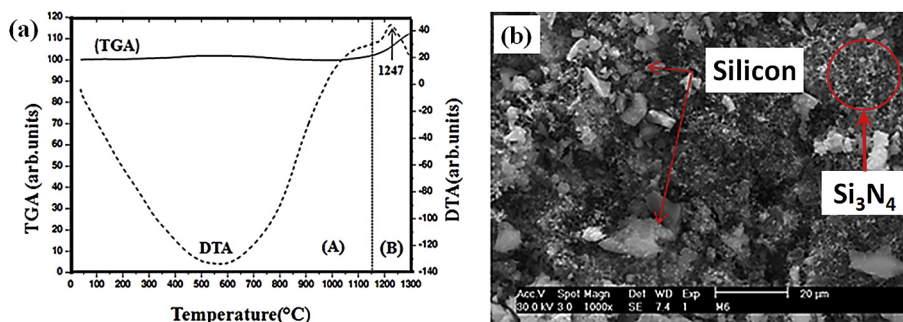 (a)
(TGA)
DTA
(A)
(B)
1247
TGA (arb.units)
120
110
100
90
80
70
60
50
40
30
20
10
0
DTA(arb.units)
40
20
0
-20
-40
-60
-80
-100
-120
-140
0 100 200 300 400 500 600 700 800 900 1000 1100 1200 1300
Temperature(°C)
(b)
Silicon
Si₃N₄
Acc.V Spot Magn Det WD Exp 20 µm
30.0 kV 3.0 1000x SE 7.4 1 M6